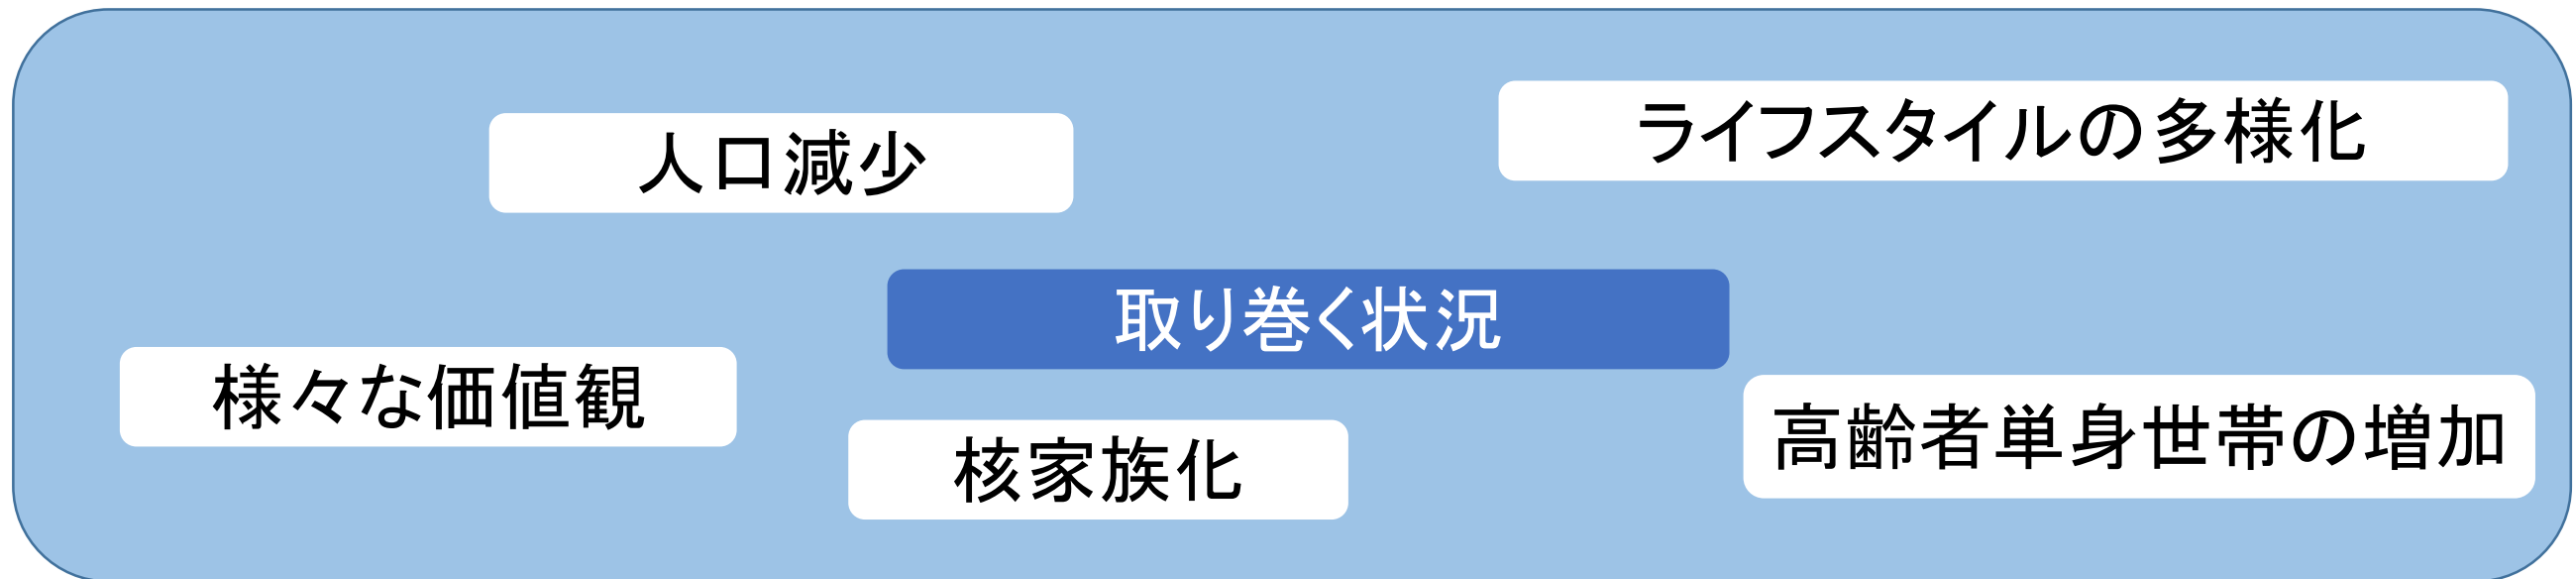 人口減少
ライフスタイルの多様化
取り巻く状況
様々な価値観
核家族化
高齢者単身世帯の増加